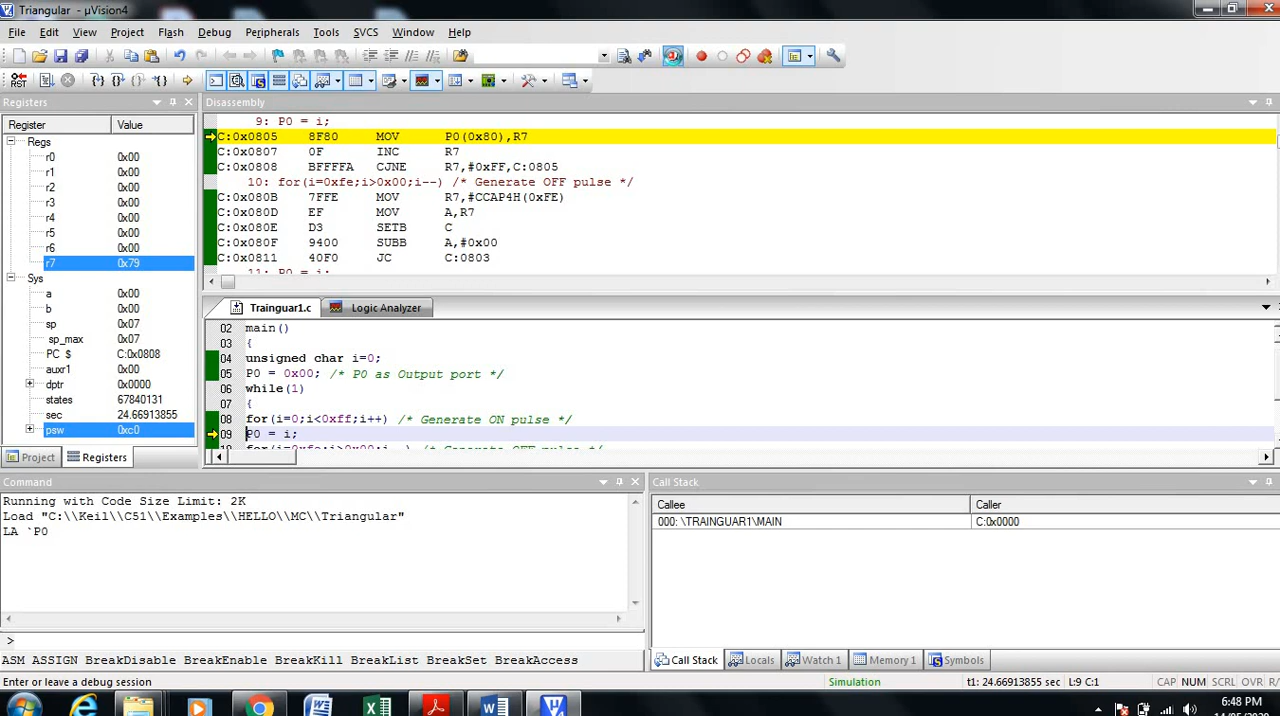 Triangular - µVision4
File Edit View Project Flash Debug Peripherals Tools SVCS Window Help
Registers
Register Value
Regs
r0 0x00
r1 0x00
r2 0x00
r3 0x00
r4 0x00
r5 0x00
r6 0x00
r7 0x79
Sys
a 0x00
b 0x00
sp 0x07
sp_max 0x07
PC $ C:0x0808
auxr1 0x00
dptr 0x0000
states 67840131
sec 24.66913855
psw 0xc0
Project Registers
Disassembly
9: P0 = i;
C:0x0805 8F80 MOV P0(0x80),R7
C:0x0807 0F INC R7
C:0x0808 BFFFFA CJNE R7,#0xFF,C:0805
10: for(i=0xfe;i>0x00;i--) /* Generate OFF pulse */
C:0x080B 7FFE MOV R7,#CCAP4H(0xFE)
C:0x080D EF MOV A,R7
C:0x080E D3 SETB C
C:0x080F 9400 SUBB A,#0x00
C:0x0811 40F0 JC C:0803
11: P0 = i;
Trainguar1.c Logic Analyzer
02 main()
03 {
04 unsigned char i=0;
05 P0 = 0x00; /* P0 as Output port */
06 while(1)
07 {
08 for(i=0;i<0xff;i++) /* Generate ON pulse */
09 P0 = i;
10 for(i=0xfe;i>0x00;i--) /* Generate OFF pulse */
Command
Running with Code Size Limit: 2K
Load "C:\\Keil\\C51\\Examples\\HELLO\\MC\\Triangular"
LA `P0
>
ASM ASSIGN BreakDisable BreakEnable BreakKill BreakList BreakSet BreakAccess
Call Stack
Callee Caller
000: \TRAINGUAR1\MAIN C:0x0000
Call Stack Locals Watch 1 Memory 1 Symbols
Enter or leave a debug session Simulation t1: 24.66913855 sec L:9 C:1 CAP NUM SCRL OVR R/
6:48 PM